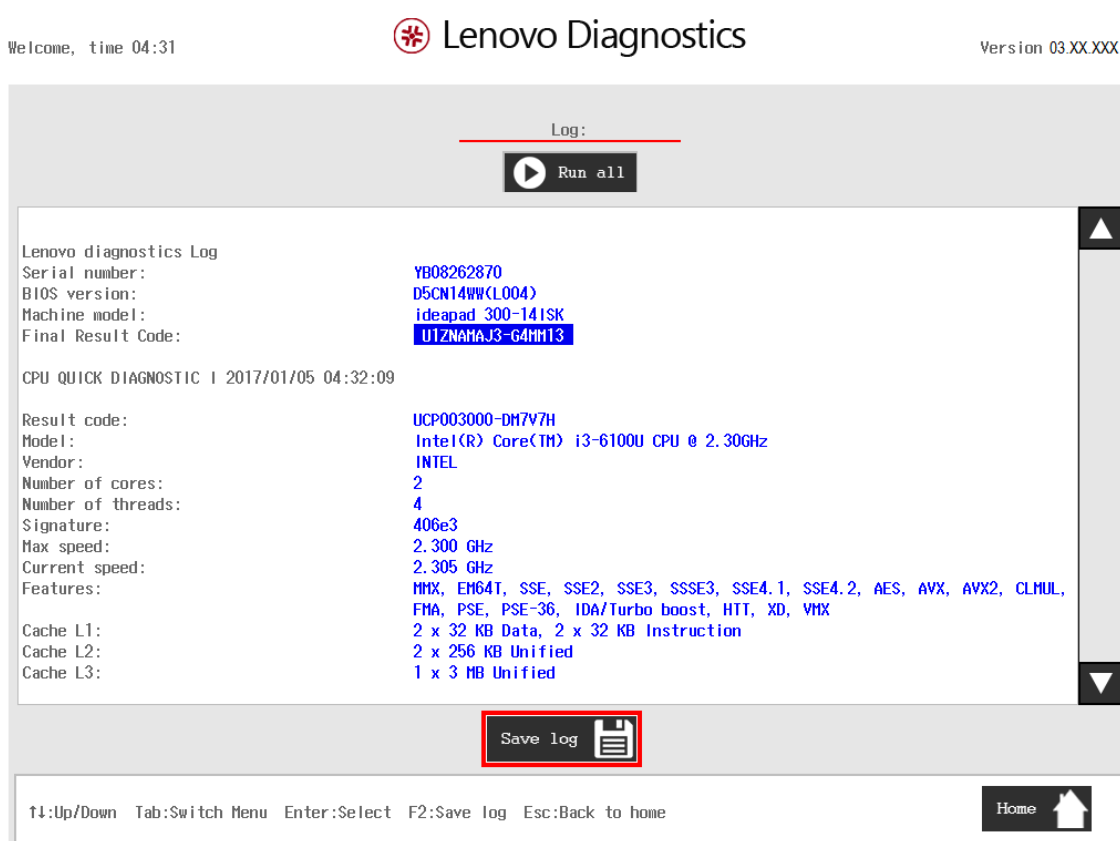 Welcome, time 04:31
Lenovo Diagnostics
Version 03.XX.XXX
Log:
Run all
Lenovo diagnostics Log
Serial number: YB08262870
BIOS version: D5CN14WW(L004)
Machine model: ideapad 300-14ISK
Final Result Code: U1ZNAMAJ3-G4MM13
CPU QUICK DIAGNOSTIC | 2017/01/05 04:32:09
Result code: UCP003000-DM7V7H
Model: Intel(R) Core(TM) i3-6100U CPU @ 2.30GHz
Vendor: INTEL
Number of cores: 2
Number of threads: 4
Signature: 406e3
Max speed: 2.300 GHz
Current speed: 2.305 GHz
Features: MMX, EM64T, SSE, SSE2, SSE3, SSSE3, SSE4.1, SSE4.2, AES, AVX, AVX2, CLMUL,
FMA, PSE, PSE-36, IDA/Turbo boost, HTT, XD, VMX
Cache L1: 2 x 32 KB Data, 2 x 32 KB Instruction
Cache L2: 2 x 256 KB Unified
Cache L3: 1 x 3 MB Unified
Save log
↑↓:Up/Down Tab:Switch Menu Enter:Select F2:Save log Esc:Back to home
Home